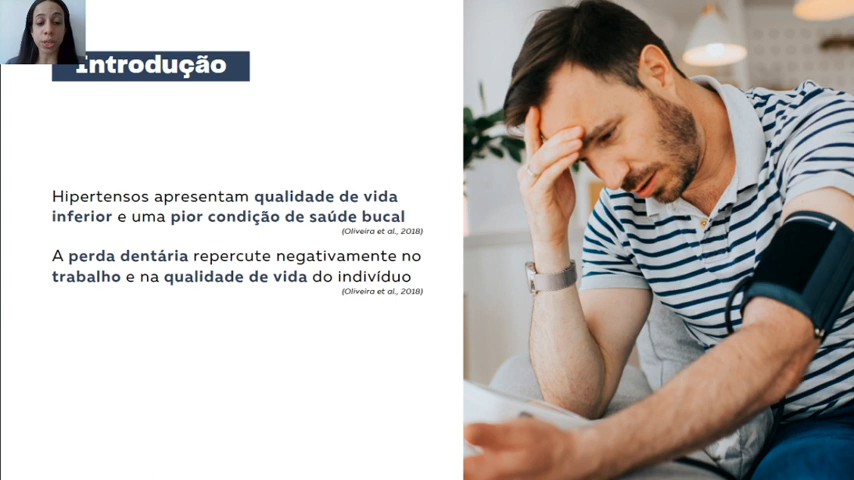 Introdução
Hipertensos apresentam qualidade de vida
inferior e uma pior condição de saúde bucal
(Oliveira et al., 2018)
A perda dentária repercute negativamente no
trabalho e na qualidade de vida do indivíduo
(Oliveira et al., 2018)